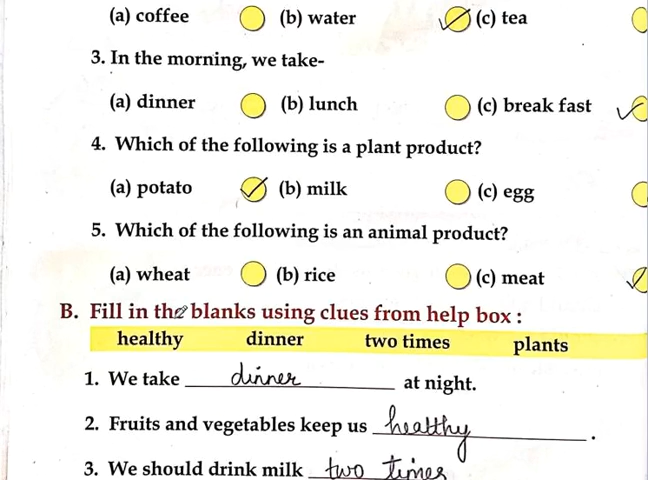 (a) coffee (b) water (c) tea
3. In the morning, we take-
(a) dinner (b) lunch (c) break fast
4. Which of the following is a plant product?
(a) potato (b) milk (c) egg
5. Which of the following is an animal product?
(a) wheat (b) rice (c) meat
B. Fill in the blanks using clues from help box :
healthy dinner two times plants
1. We take dinner at night.
2. Fruits and vegetables keep us healthy.
3. We should drink milk two times